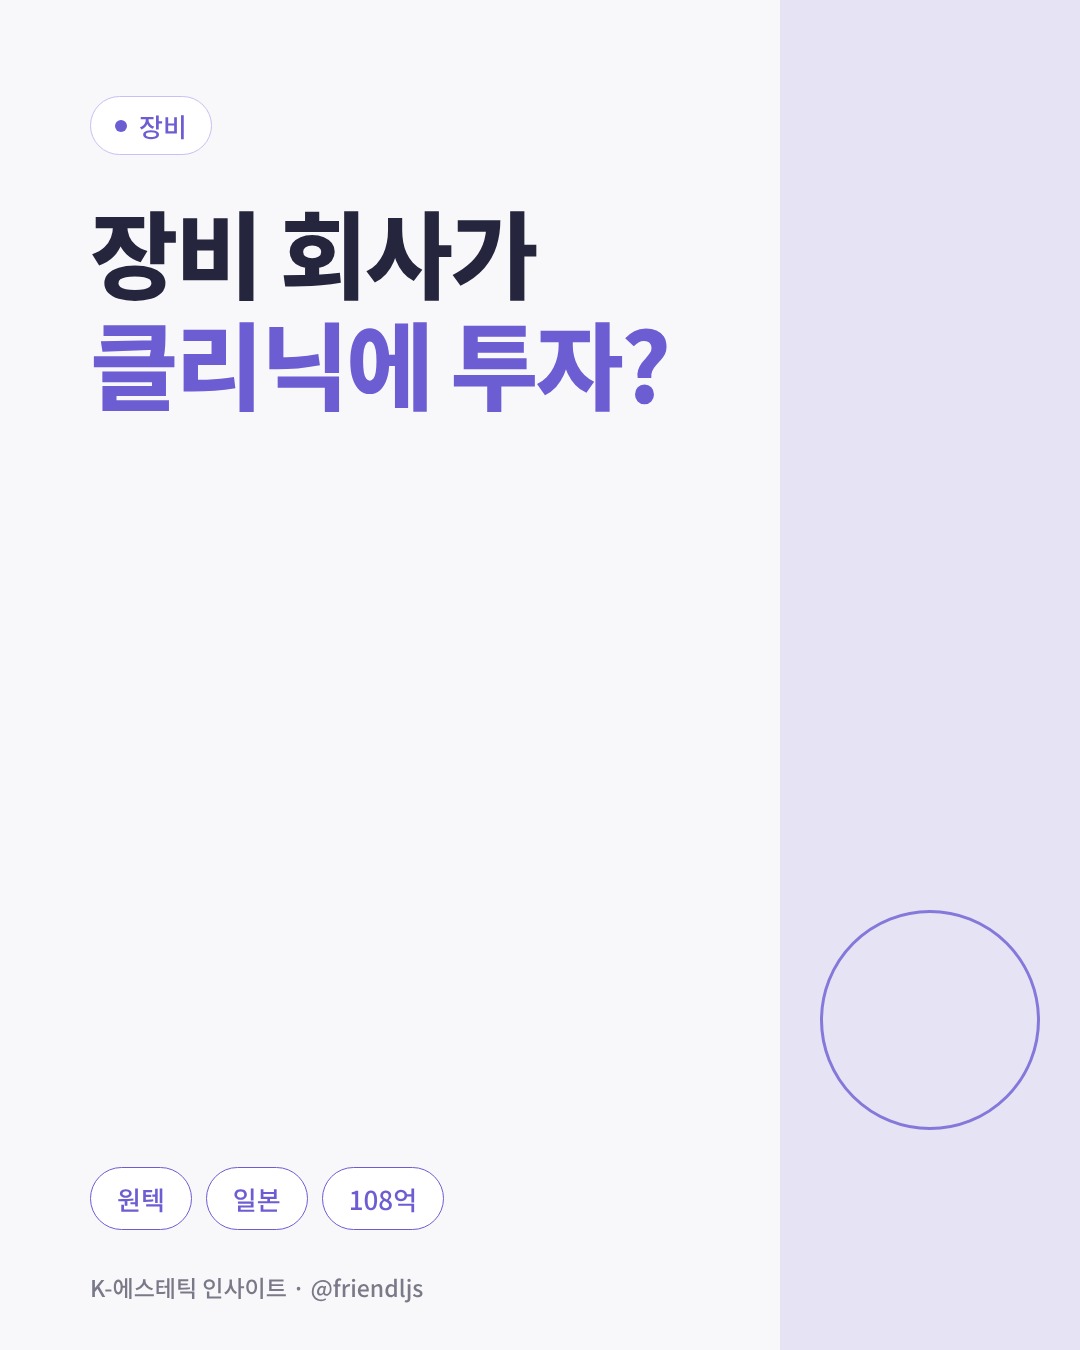 장비
장비 회사가
클리닉에 투자?
원텍 일본 108억
K-에스테틱 인사이트 · @friendljs